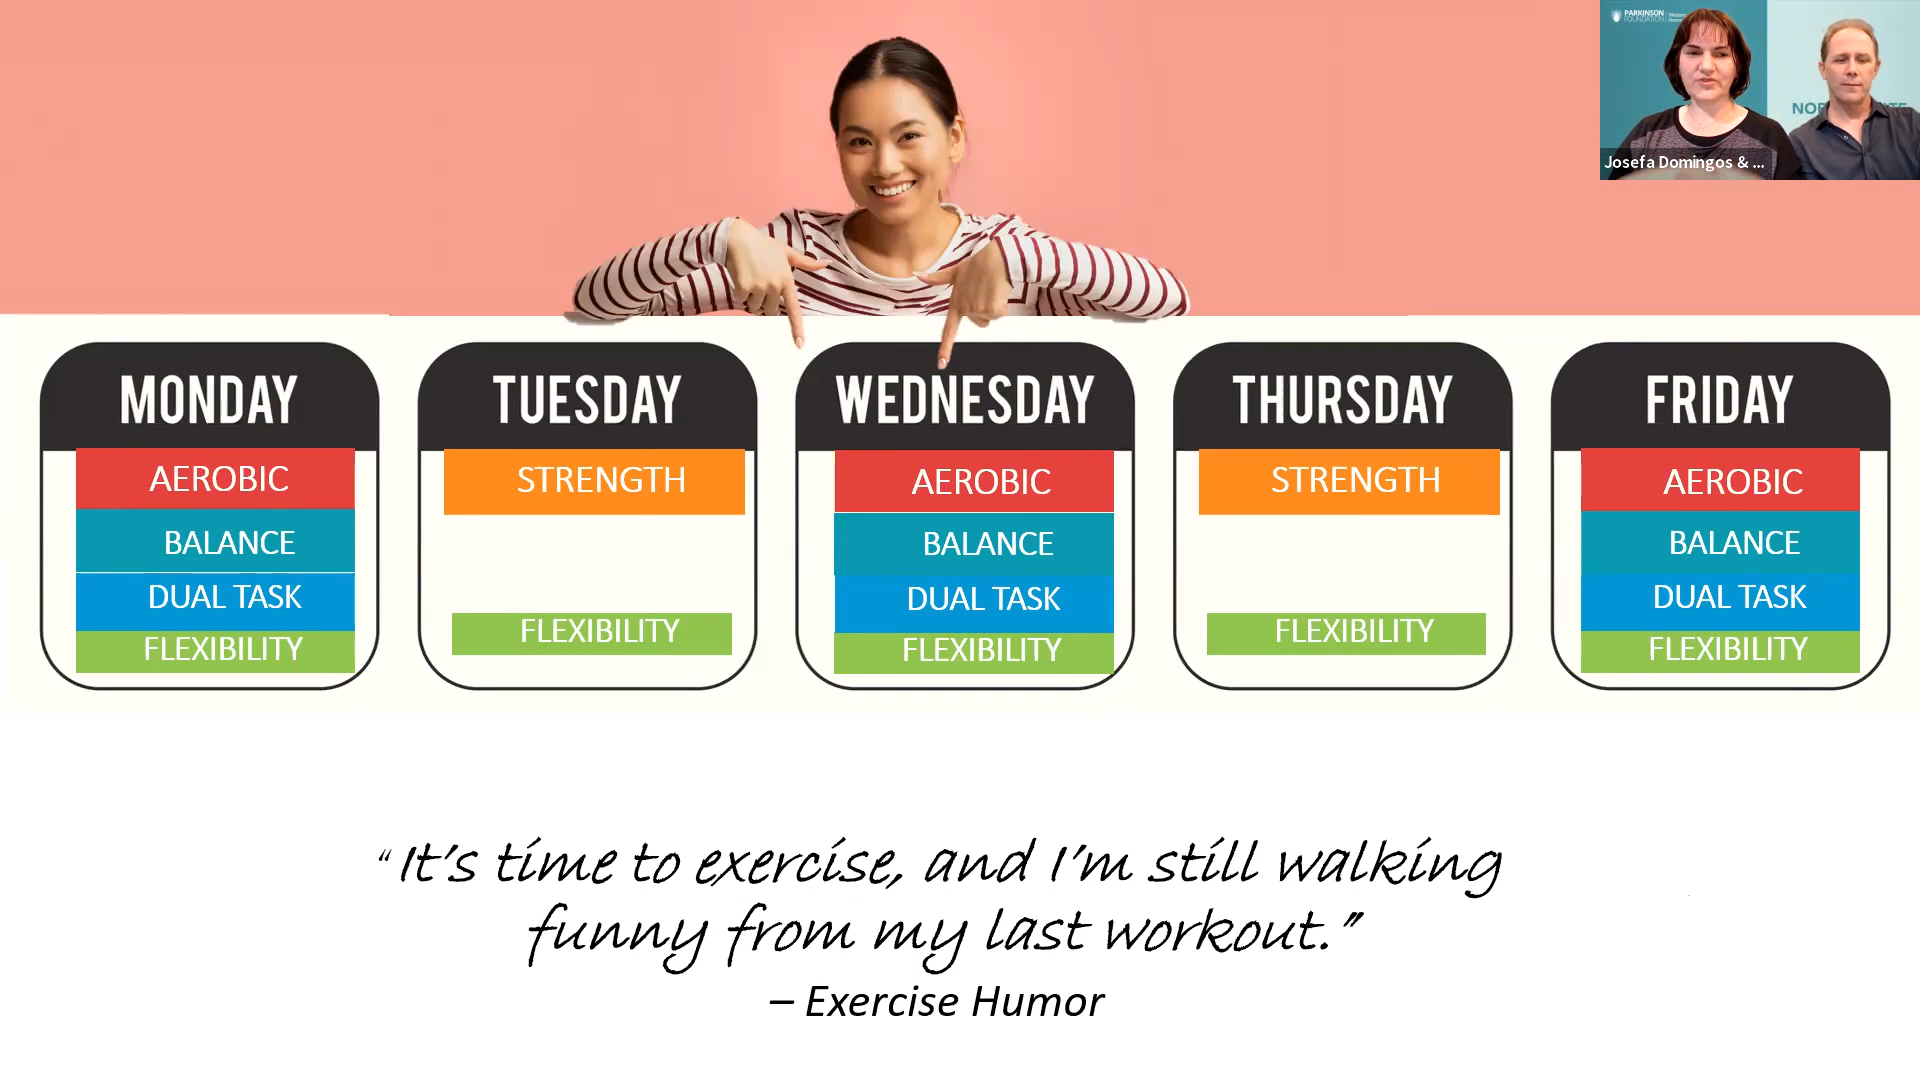 PARKINSON
FOUNDATION
Josefa Domingos & ...
MONDAY
AEROBIC
BALANCE
DUAL TASK
FLEXIBILITY
TUESDAY
STRENGTH
FLEXIBILITY
WEDNESDAY
AEROBIC
BALANCE
DUAL TASK
FLEXIBILITY
THURSDAY
STRENGTH
FLEXIBILITY
FRIDAY
AEROBIC
BALANCE
DUAL TASK
FLEXIBILITY
“It’s time to exercise, and I’m still walking
funny from my last workout.”
– Exercise Humor